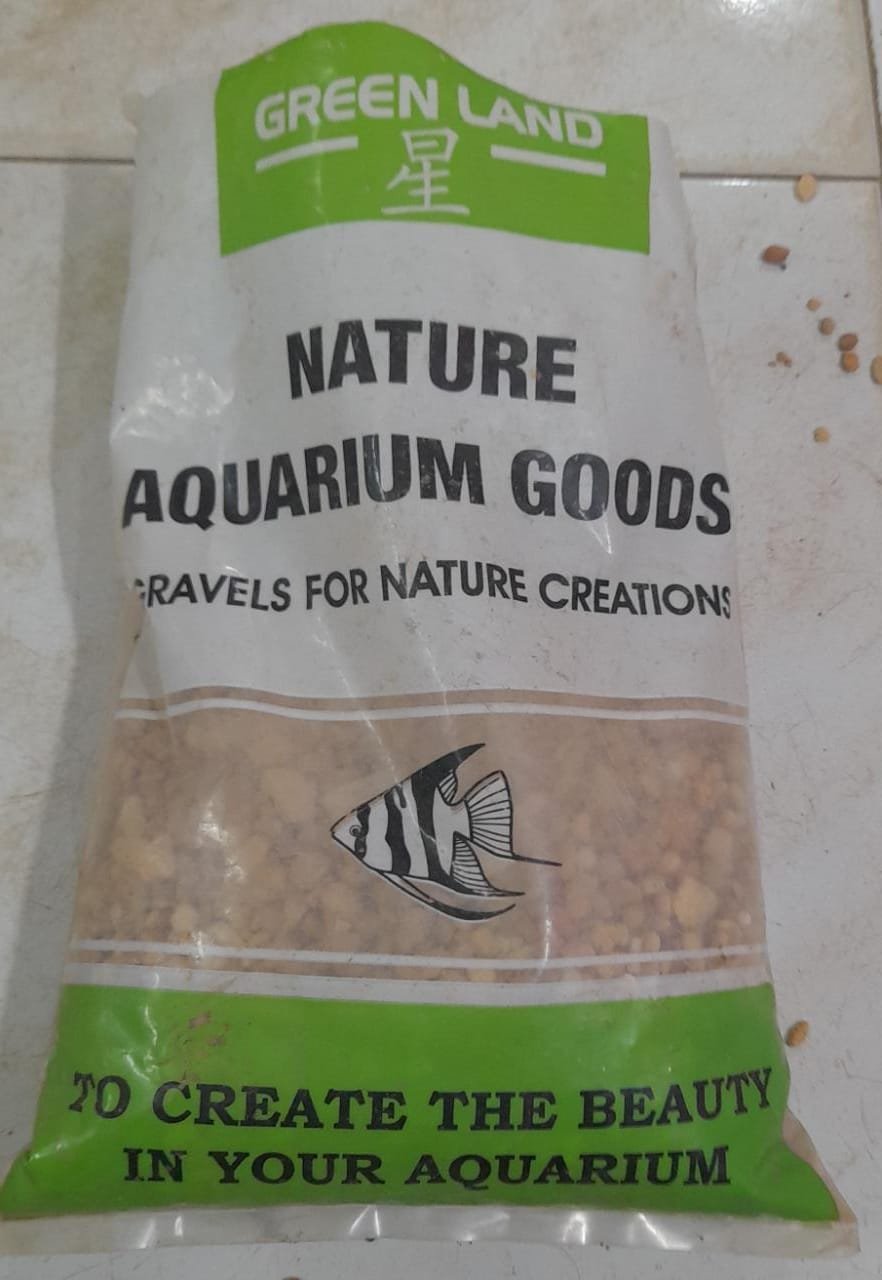 GREEN LAND
星
NATURE
AQUARIUM GOODS
GRAVELS FOR NATURE CREATIONS
TO CREATE THE BEAUTY
IN YOUR AQUARIUM